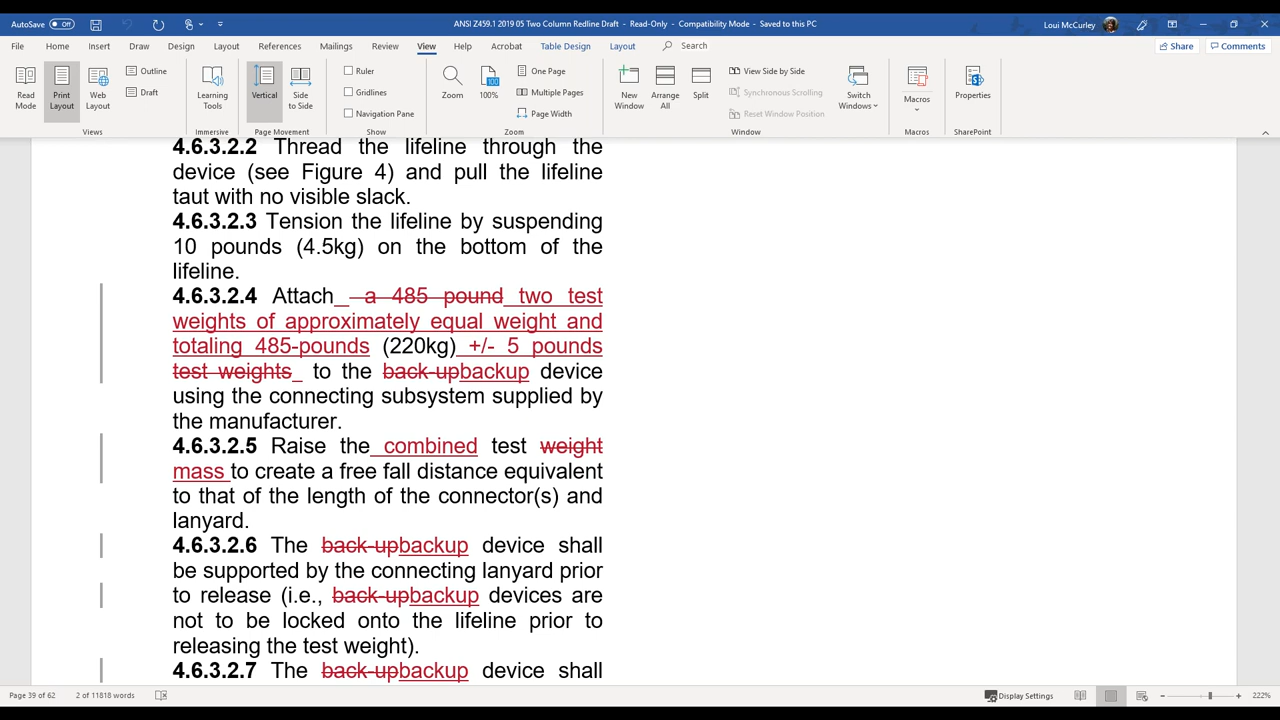 AutoSave Off ANSI Z459.1 2019 05 Two Column Redline Draft - Read-Only - Compatibility Mode - Saved to this PC Loui McCurley
File Home Insert Draw Design Layout References Mailings Review View Help Acrobat Table Design Layout Search Share Comments
Read Mode
Print Layout
Web Layout
Outline
Draft
Views
Learning Tools
Immersive
Vertical
Side to Side
Page Movement
Ruler
Gridlines
Navigation Pane
Show
Zoom
100%
One Page
Multiple Pages
Page Width
Zoom
New Window
Arrange All
Split
View Side by Side
Synchronous Scrolling
Reset Window Position
Window
Switch Windows
Macros
Macros
Properties
SharePoint
4.6.3.2.2 Thread the lifeline through the
device (see Figure 4) and pull the lifeline
taut with no visible slack.
4.6.3.2.3 Tension the lifeline by suspending
10 pounds (4.5kg) on the bottom of the
lifeline.
4.6.3.2.4 Attach a 485 pound two test
weights of approximately equal weight and
totaling 485-pounds (220kg) +/- 5 pounds
test weights to the back-upbackup device
using the connecting subsystem supplied by
the manufacturer.
4.6.3.2.5 Raise the combined test weight
mass to create a free fall distance equivalent
to that of the length of the connector(s) and
lanyard.
4.6.3.2.6 The back-upbackup device shall
be supported by the connecting lanyard prior
to release (i.e., back-upbackup devices are
not to be locked onto the lifeline prior to
releasing the test weight).
4.6.3.2.7 The back-upbackup device shall
Page 39 of 62 2 of 11818 words Display Settings 222%